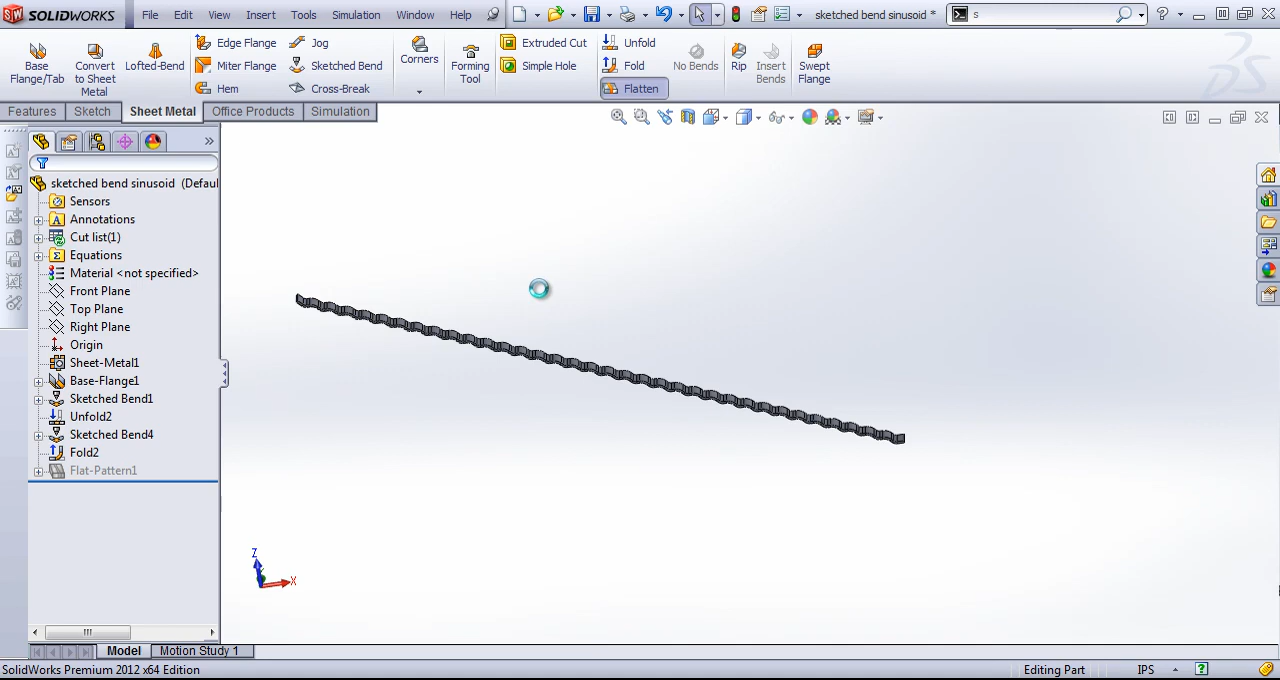 SOLIDWORKS File Edit View Insert Tools Simulation Window Help sketched bend sinusoid * s
Base Flange/Tab
Convert to Sheet Metal
Lofted-Bend
Edge Flange
Miter Flange
Hem
Jog
Sketched Bend
Cross-Break
Corners
Forming Tool
Extruded Cut
Simple Hole
Unfold
Fold
Flatten
No Bends
Rip
Insert Bends
Swept Flange
Features Sketch Sheet Metal Office Products Simulation
sketched bend sinusoid (Defau
Sensors
Annotations
Cut list(1)
Equations
Material <not specified>
Front Plane
Top Plane
Right Plane
Origin
Sheet-Metal1
Base-Flange1
Sketched Bend1
Unfold2
Sketched Bend4
Fold2
Flat-Pattern1
Z
X
Model Motion Study 1
SolidWorks Premium 2012 x64 Edition Editing Part IPS